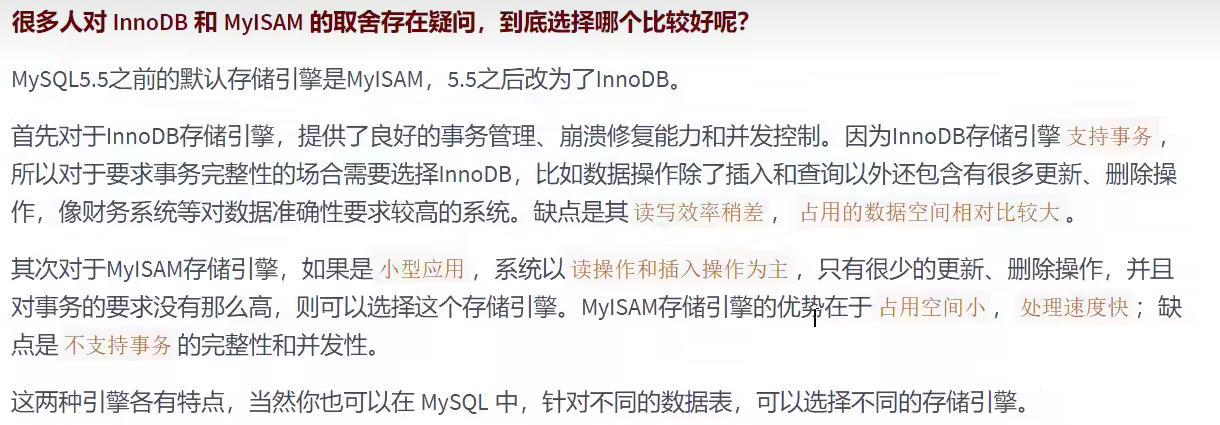 很多人对 InnoDB 和 MyISAM 的取舍存在疑问，到底选择哪个比较好呢？
MySQL5.5之前的默认存储引擎是MyISAM，5.5之后改为了InnoDB。
首先对于InnoDB存储引擎，提供了良好的事务管理、崩溃修复能力和并发控制。因为InnoDB存储引擎 支持事务，
所以对于要求事务完整性的场合需要选择InnoDB，比如数据操作除了插入和查询以外还包含有很多更新、删除操
作，像财务系统等对数据准确性要求较高的系统。缺点是其 读写效率稍差， 占用的数据空间相对比较大。
其次对于MyISAM存储引擎，如果是 小型应用，系统以 读操作和插入操作为主，只有很少的更新、删除操作，并且
对事务的要求没有那么高，则可以选择这个存储引擎。MyISAM存储引擎的优势在于 占用空间小， 处理速度快；缺
点是 不支持事务 的完整性和并发性。
这两种引擎各有特点，当然你也可以在 MySQL 中，针对不同的数据表，可以选择不同的存储引擎。